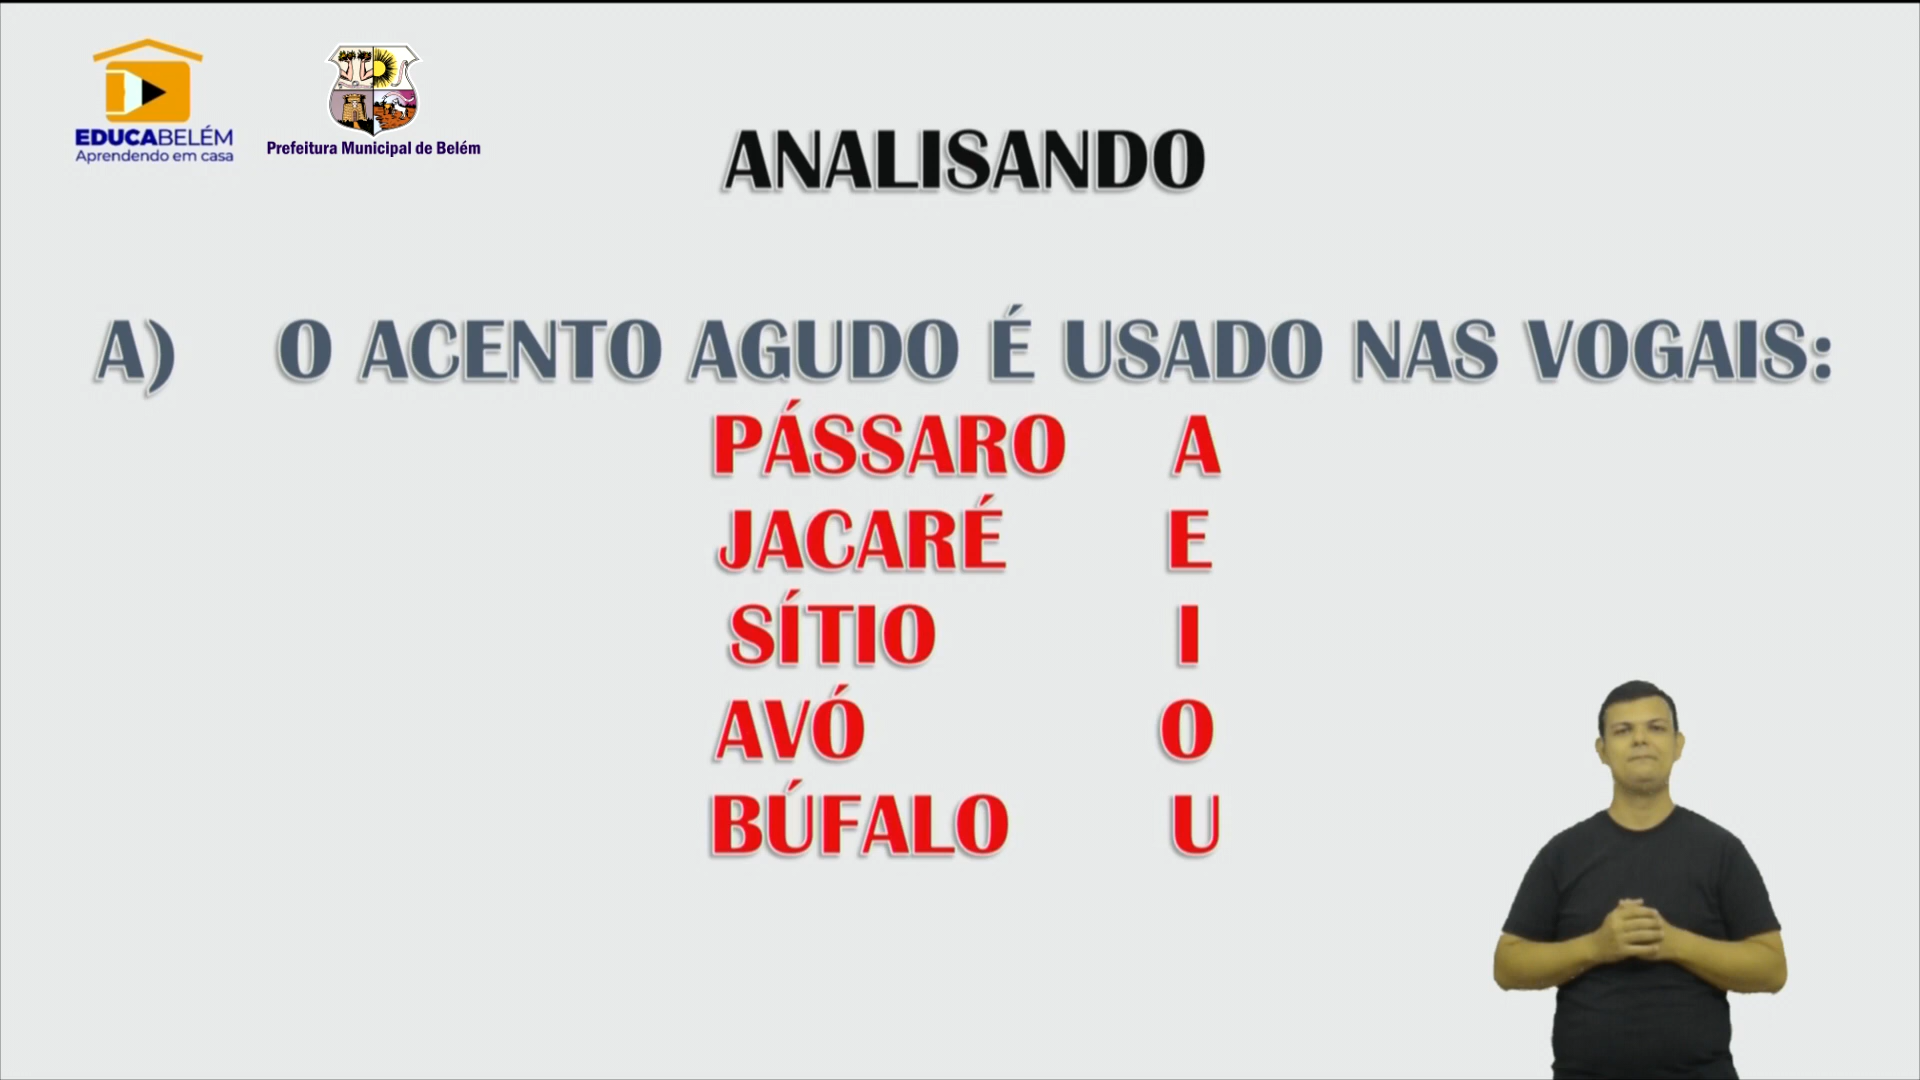 EDUCABELÉM
Aprendendo em casa
Prefeitura Municipal de Belém
ANALISANDO
A) O ACENTO AGUDO É USADO NAS VOGAIS:
PÁSSARO A
JACARÉ E
SÍTIO I
AVÓ O
BÚFALO U